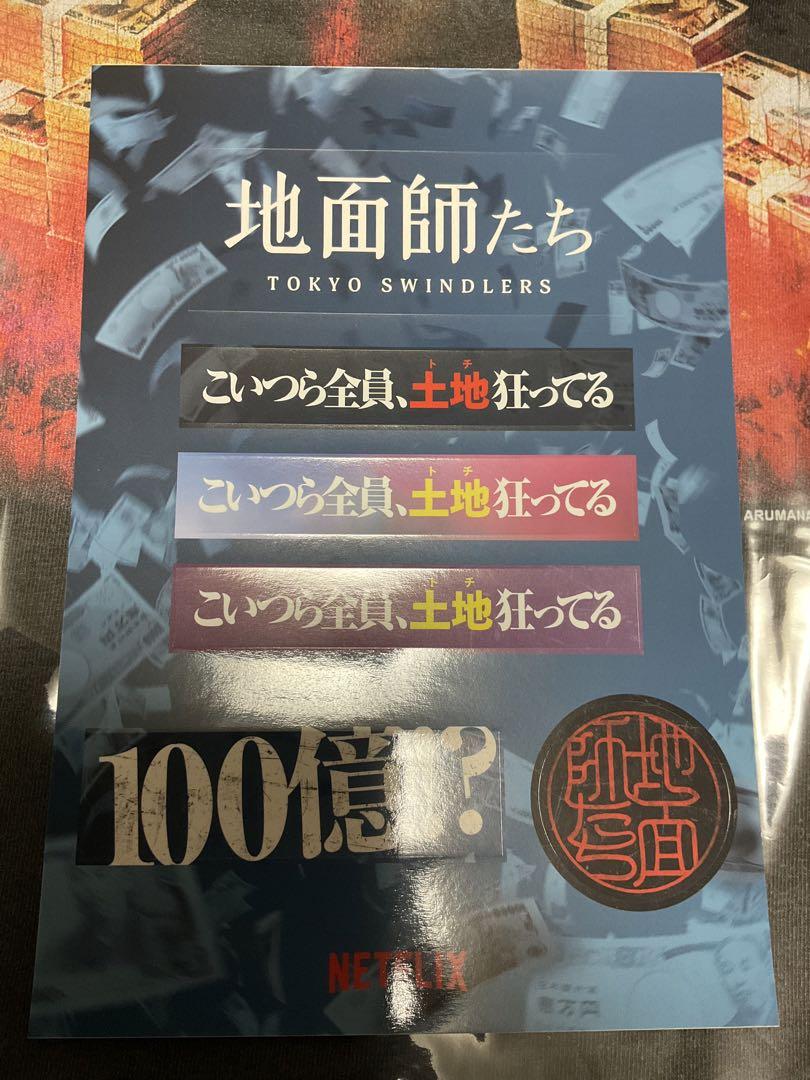 地面師たち
TOKYO SWINDLERS
トチ
こいつら全員、土地狂ってる
トチ
こいつら全員、土地狂ってる
トチ
こいつら全員、土地狂ってる
100億!?
地面師たち
NETFLIX
ARUMANA